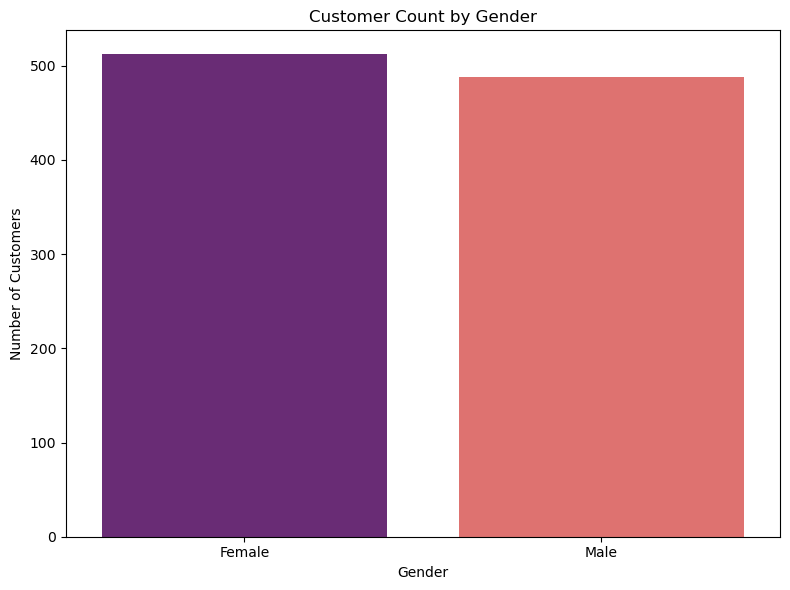 Customer Count by Gender
500
400
300
200
100
0
Number of Customers
Female
Male
Gender